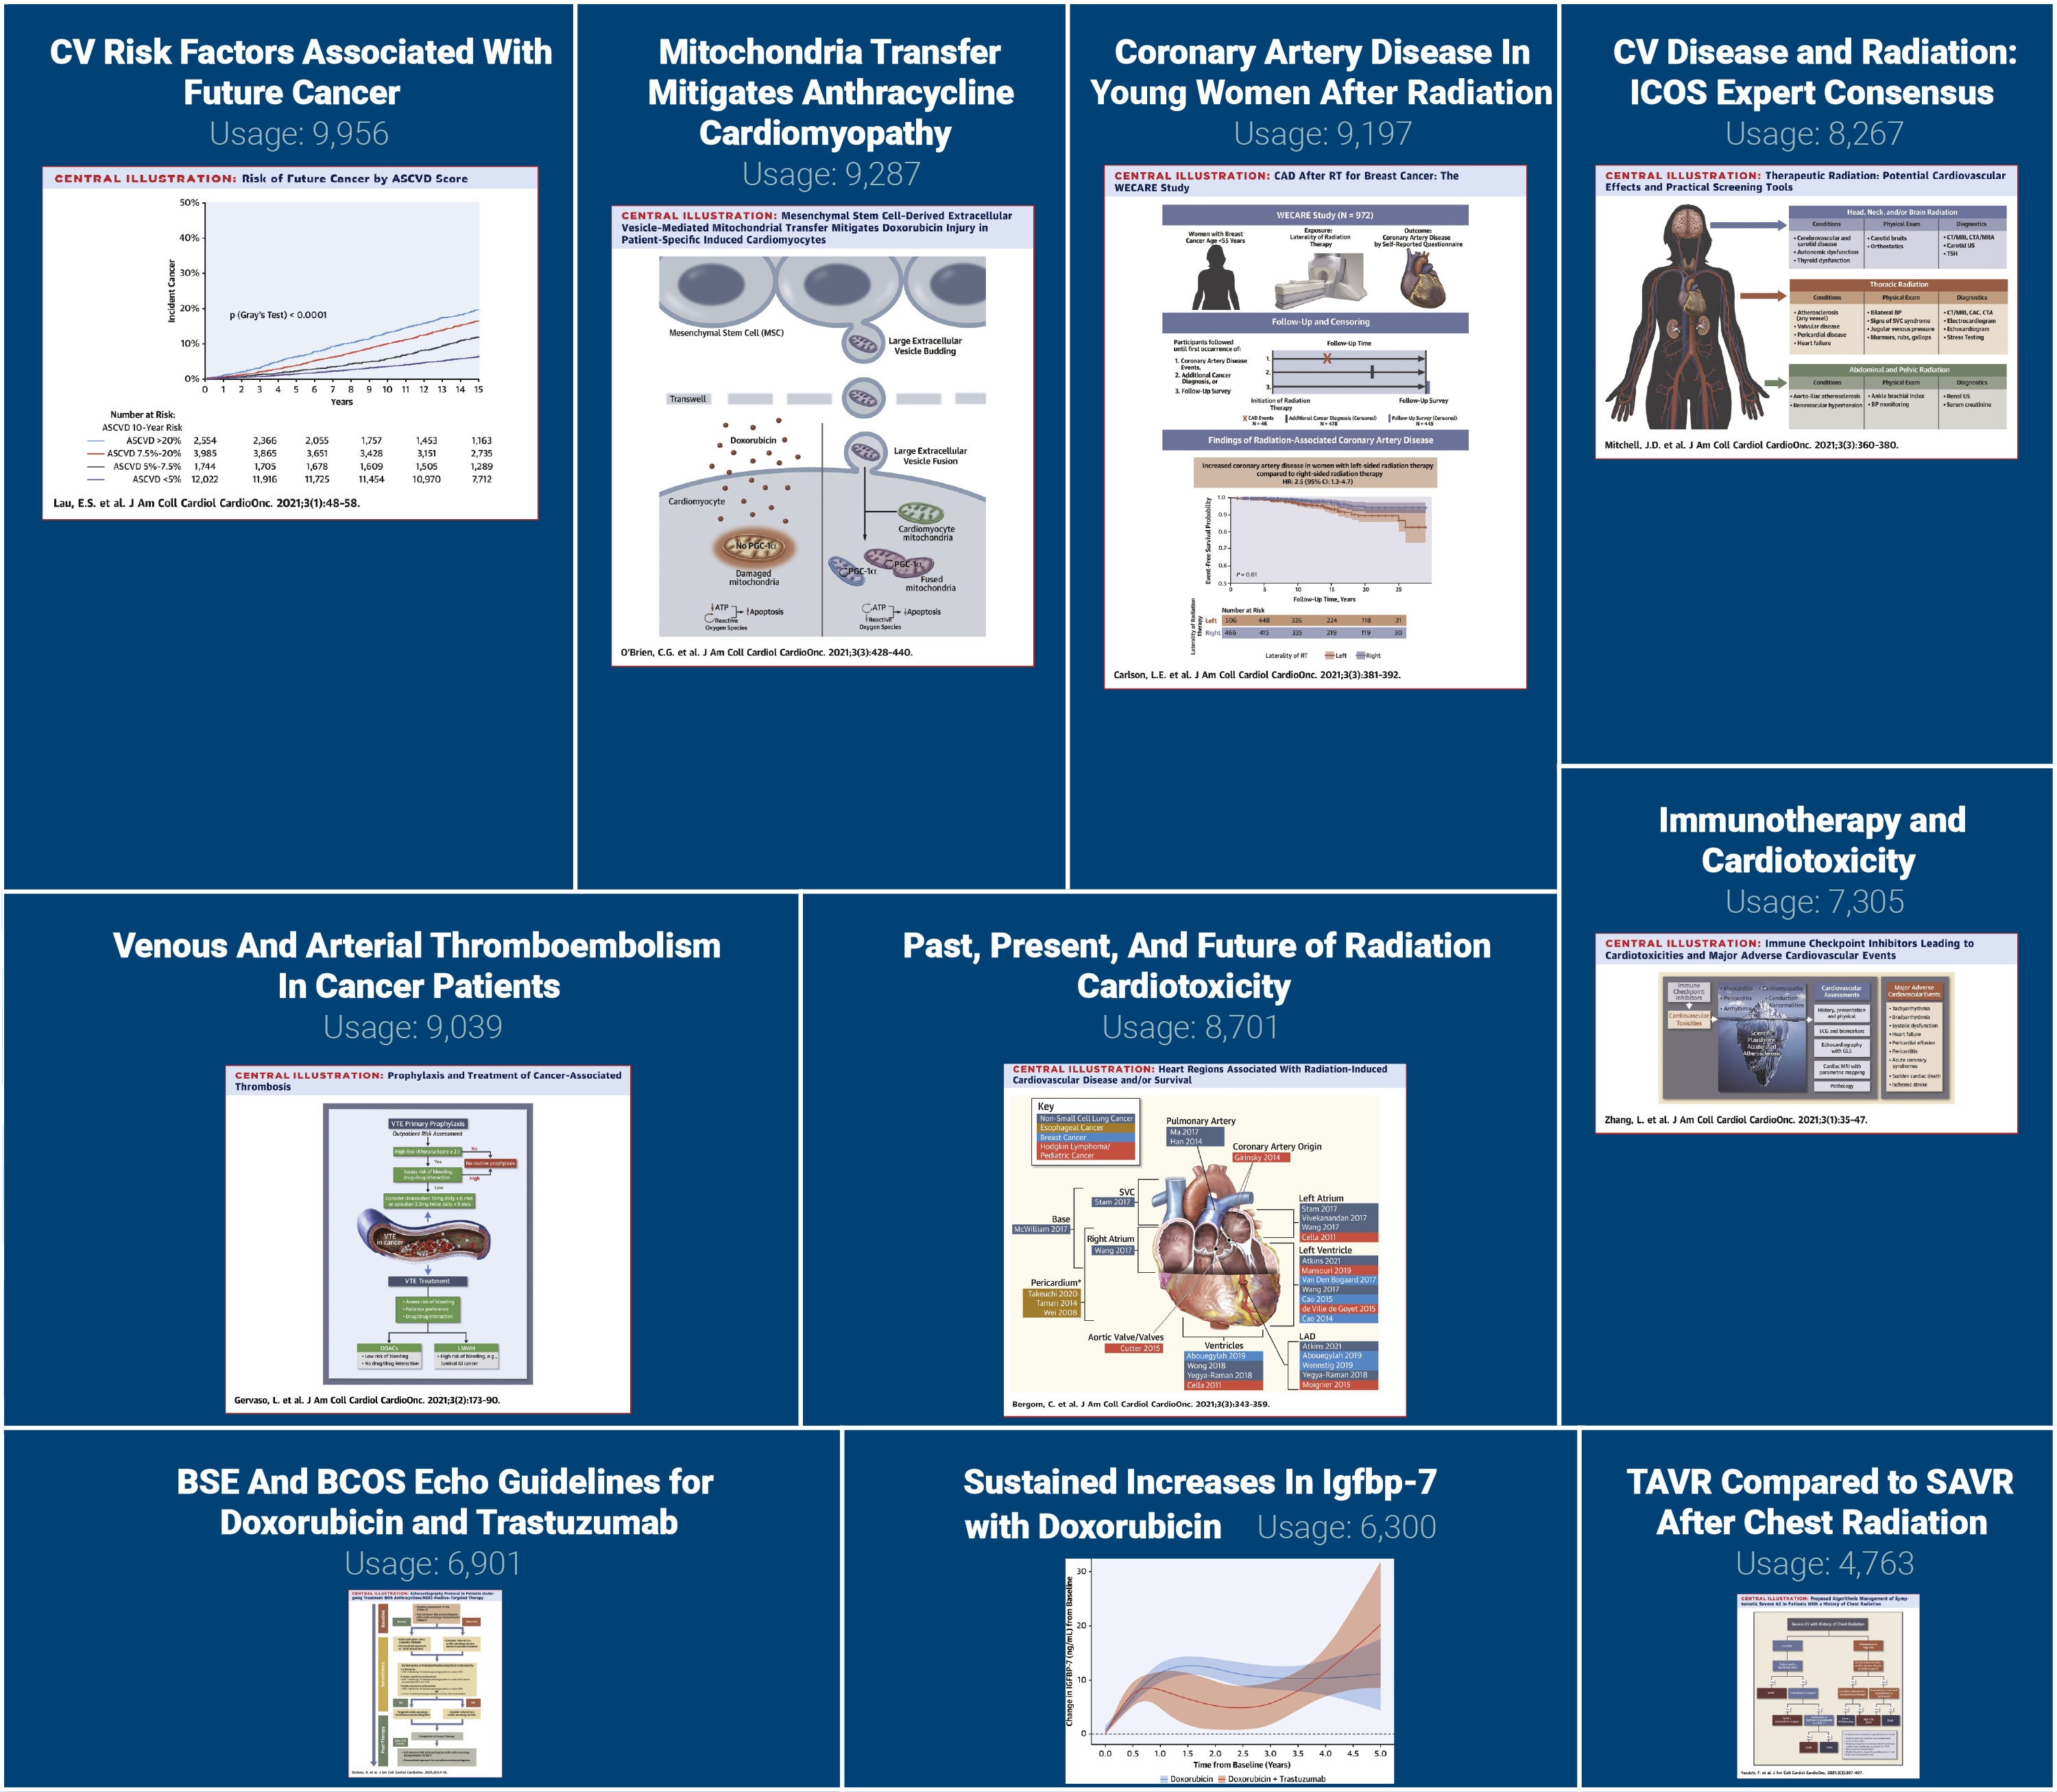 CV Risk Factors Associated With
Future Cancer
Usage: 9,956
CENTRAL ILLUSTRATION: Risk of Future Cancer by ASCVD Score
50%
40%
30%
20%
10%
0%
Incident Cancer
p (Gray's Test) < 0.0001
0 1 2 3 4 5 6 7 8 9 10 11 12 13 14 15
Years
Number at Risk:
ASCVD 10-Year Risk
ASCVD >20% 2,554 2,366 2,055 1,757 1,453 1,163
ASCVD 7.5%-20% 3,985 3,865 3,651 3,428 3,151 2,735
ASCVD 5%-7.5% 1,744 1,705 1,678 1,609 1,505 1,289
ASCVD <5% 12,022 11,916 11,725 11,454 10,970 7,712
Lau, E.S. et al. J Am Coll Cardiol CardioOnc. 2021;3(1):48-58.
Mitochondria Transfer
Mitigates Anthracycline
Cardiomyopathy
Usage: 9,287
CENTRAL ILLUSTRATION: Mesenchymal Stem Cell-Derived Extracellular
Vesicle-Mediated Mitochondrial Transfer Mitigates Doxorubicin Injury in
Patient-Specific Induced Cardiomyocytes
Mesenchymal Stem Cell (MSC)
Large Extracellular
Vesicle Budding
Transwell
Doxorubicin
Large Extracellular
Vesicle Fusion
Cardiomyocyte
Cardiomyocyte
mitochondria
No PGC-1α
PGC-1α
PGC-1α
Damaged
mitochondria
Fused
mitochondria
↓ATP
↑Apoptosis
Reactive
Oxygen Species
ATP
↓Apoptosis
↑Reactive
Oxygen Species
O'Brien, C.G. et al. J Am Coll Cardiol CardioOnc. 2021;3(3):428-440.
Coronary Artery Disease In
Young Women After Radiation
Usage: 9,197
CENTRAL ILLUSTRATION: CAD After RT for Breast Cancer: The
WECARE Study
WECARE Study (N = 972)
Women with Breast
Cancer Age <55 Years
Exposure:
Laterality of Radiation
Therapy
Outcome:
Coronary Artery Disease
by Self-Reported Questionnaire
Follow-Up and Censoring
Participants followed
until first occurrence of:
1. Coronary Artery Disease
Events,
2. Additional Cancer
Diagnosis, or
3. Follow-Up Survey
Follow-Up Time
1.
X
2.
3.
Initiation of Radiation
Therapy
Follow-Up Survey
X CAD Events
N = 46
Additional Cancer Diagnosis (Censored)
N = 478
Follow-Up Survey (Censored)
N = 448
Findings of Radiation-Associated Coronary Artery Disease
Increased coronary artery disease in women with left-sided radiation therapy
compared to right-sided radiation therapy
HR: 2.5 (95% CI: 1.3-4.7)
Event-Free Survival Probability
1.0
0.9
0.8
0.7
0.6
0.5
P = 0.01
0 5 10 15 20 25
Follow-Up Time, Years
Number at Risk
Laterality of Radiation
Therapy
Left 506 448 336 224 118 31
Right 466 415 335 219 119 30
Laterality of RT Left Right
Carlson, L.E. et al. J Am Coll Cardiol CardioOnc. 2021;3(3):381-392.
CV Disease and Radiation:
ICOS Expert Consensus
Usage: 8,267
CENTRAL ILLUSTRATION: Therapeutic Radiation: Potential Cardiovascular
Effects and Practical Screening Tools
Head, Neck, and/or Brain Radiation
Conditions Physical Exam Diagnostics
• Cerebrovascular and
carotid disease
• Autonomic dysfunction
• Thyroid dysfunction
• Carotid bruits
• Orthostatics
• CT/MRI, CTA/MRA
• Carotid US
• TSH
Thoracic Radiation
Conditions Physical Exam Diagnostics
• Atherosclerosis
(any vessel)
• Valvular disease
• Pericardial disease
• Heart failure
• Bilateral BP
• Signs of SVC syndrome
• Jugular venous pressure
• Murmurs, rubs, gallops
• CT/MRI, CAC, CTA
• Electrocardiogram
• Echocardiogram
• Stress Testing
Abdominal and Pelvic Radiation
Conditions Physical Exam Diagnostics
• Aorto-iliac atherosclerosis
• Renovascular hypertension
• Ankle brachial index
• BP monitoring
• Renal US
• Serum creatinine
Mitchell, J.D. et al. J Am Coll Cardiol CardioOnc. 2021;3(3):360-380.
Immunotherapy and
Cardiotoxicity
Usage: 7,305
CENTRAL ILLUSTRATION: Immune Checkpoint Inhibitors Leading to
Cardiotoxicities and Major Adverse Cardiovascular Events
Immune
Checkpoint
Inhibitors
Cardiovascular
Toxicities
• Myocarditis
• Pericarditis
• Arrhythmia
• Cardiomyopathy
• Conduction
Abnormalities
Scientific
Plausibility
Accelerated
Atherosclerosis
Cardiovascular
Assessments
History, presentation
and physical
ECG and biomarkers
Echocardiography
with GLS
Cardiac MRI with
parametric mapping
Pathology
Major Adverse
Cardiovascular Events
• Tachyarrhythmia
• Bradyarrhythmia
• Systolic dysfunction
• Heart failure
• Pericardial effusion
• Pericarditis
• Acute coronary
syndromes
• Sudden cardiac death
• Ischemic stroke
Zhang, L. et al. J Am Coll Cardiol CardioOnc. 2021;3(1):35-47.
Venous And Arterial Thromboembolism
In Cancer Patients
Usage: 9,039
CENTRAL ILLUSTRATION: Prophylaxis and Treatment of Cancer-Associated
Thrombosis
VTE Primary Prophylaxis
Outpatient Risk Assessment
High Risk (Khorana Score ≥ 2)
No
Yes
No routine prophylaxis
Assess risk of bleeding,
drug-drug interaction
High
Low
Consider rivaroxaban 10mg daily x 6 mos
or apixaban 2.5mg twice daily x 6 mos
VTE
in cancer
VTE Treatment
• Assess risk of bleeding
• Patients preference
• Drug/drug interaction
DOACs
• Low risk of bleeding
• No drug/drug interaction
LMWH
• High risk of bleeding, e.g.,
luminal GI cancer
Gervaso, L. et al. J Am Coll Cardiol CardioOnc. 2021;3(2):173-90.
Past, Present, And Future of Radiation
Cardiotoxicity
Usage: 8,701
CENTRAL ILLUSTRATION: Heart Regions Associated With Radiation-Induced
Cardiovascular Disease and/or Survival
Key
Non-Small Cell Lung Cancer
Esophageal Cancer
Breast Cancer
Hodgkin Lymphoma/
Pediatric Cancer
Pulmonary Artery
Ma 2017
Han 2014
Coronary Artery Origin
Girinsky 2014
SVC
Stam 2017
Base
McWilliam 2017
Right Atrium
Wang 2017
Pericardium*
Takeuchi 2020
Tamari 2014
Wei 2008
Aortic Valve/Valves
Cutter 2015
Ventricles
Abouegylah 2019
Wong 2018
Yegya-Raman 2018
Cella 2011
Left Atrium
Stam 2017
Vivekanandan 2017
Wang 2017
Cella 2011
Left Ventricle
Atkins 2021
Mansouri 2019
Van Den Bogaard 2017
Wang 2017
Cao 2015
de Ville de Goyet 2015
Cao 2014
LAD
Atkins 2021
Abouegylah 2019
Wennstig 2019
Yegya-Raman 2018
Moignier 2015
Bergom, C. et al. J Am Coll Cardiol CardioOnc. 2021;3(3):343-359.
BSE And BCOS Echo Guidelines for
Doxorubicin and Trastuzumab
Usage: 6,901
CENTRAL ILLUSTRATION: Echocardiography Protocol in Patients Under-
going Treatment With Anthracyclines/HER2-Positive-Targeted Therapy
Sustained Increases In Igfbp-7
with Doxorubicin Usage: 6,300
Change in IGFBP-7 (ng/mL) from Baseline
30
20
10
0
0.0 0.5 1.0 1.5 2.0 2.5 3.0 3.5 4.0 4.5 5.0
Time from Baseline (Years)
Doxorubicin Doxorubicin + Trastuzumab
TAVR Compared to SAVR
After Chest Radiation
Usage: 4,763
CENTRAL ILLUSTRATION: Proposed Algorithmic Management of Symp-
tomatic Severe AS in Patients With a History of Chest Radiation
Severe AS with History of Chest Radiation